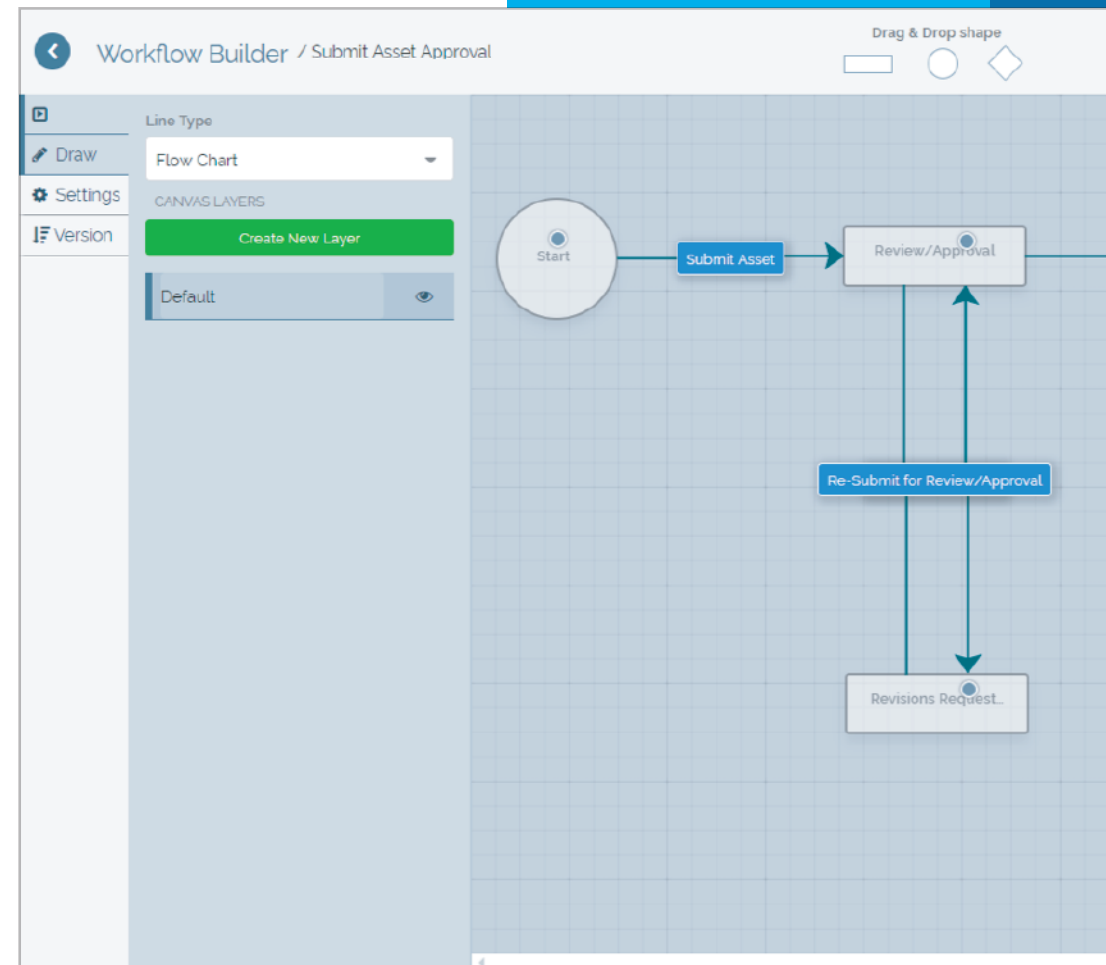 Workflow Builder / Submit Asset Approval
Drag & Drop shape
Draw
Settings
Version
Line Type
Flow Chart
CANVAS LAYERS
Create New Layer
Default
Start
Submit Asset
Review/Approval
Re-Submit for Review/Approval
Revisions Request...